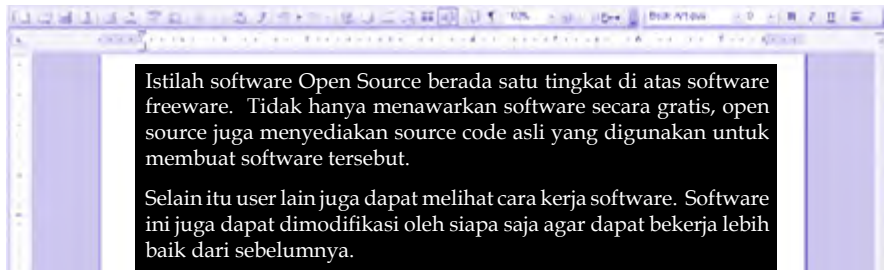 Istilah software Open Source berada satu tingkat di atas software
freeware. Tidak hanya menawarkan software secara gratis, open
source juga menyediakan source code asli yang digunakan untuk
membuat software tersebut.
Selain itu user lain juga dapat melihat cara kerja software. Software
ini juga dapat dimodifikasi oleh siapa saja agar dapat bekerja lebih
baik dari sebelumnya.